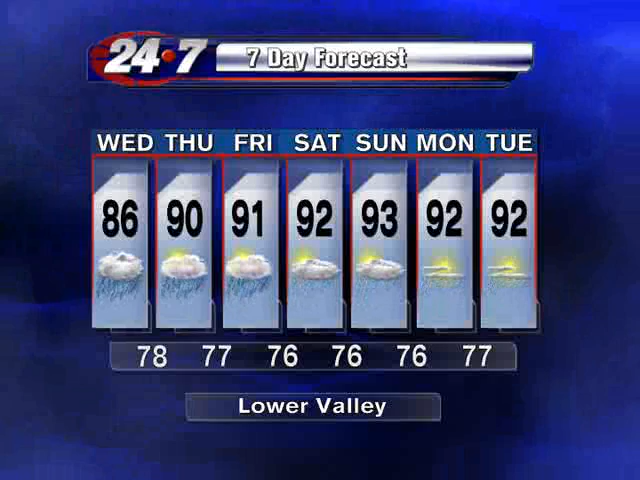 24·7 7 Day Forecast
WED THU FRI SAT SUN MON TUE
86 90 91 92 93 92 92
78 77 76 76 76 77
Lower Valley